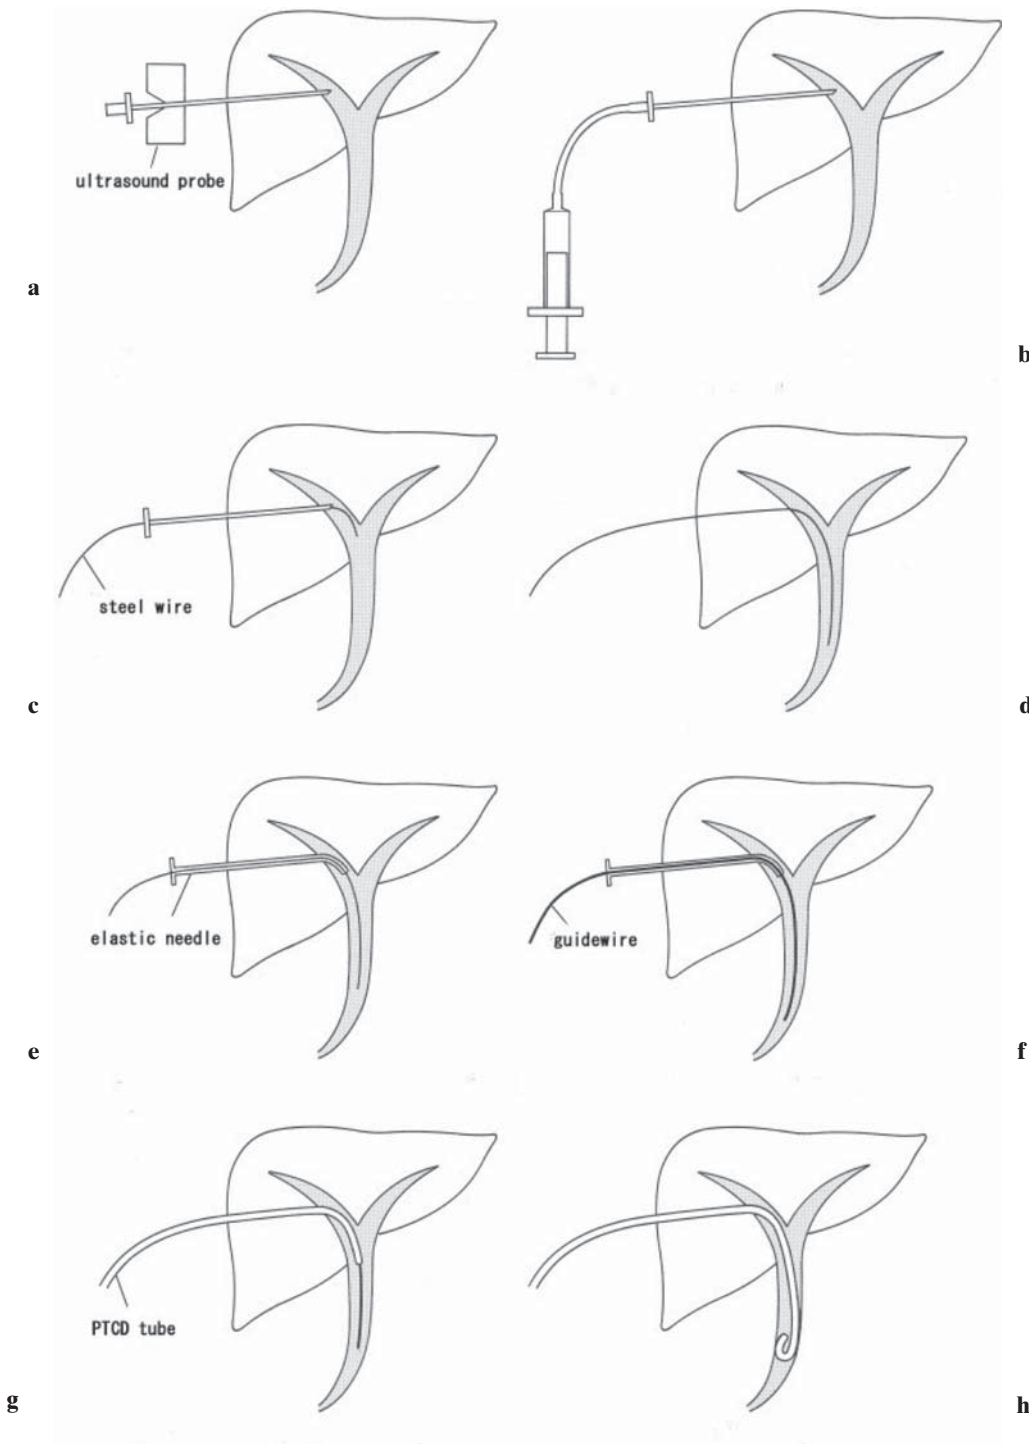 ultrasound probe
a
b
steel wire
c
d
elastic needle
guidewire
e
f
PTCD tube
g
h